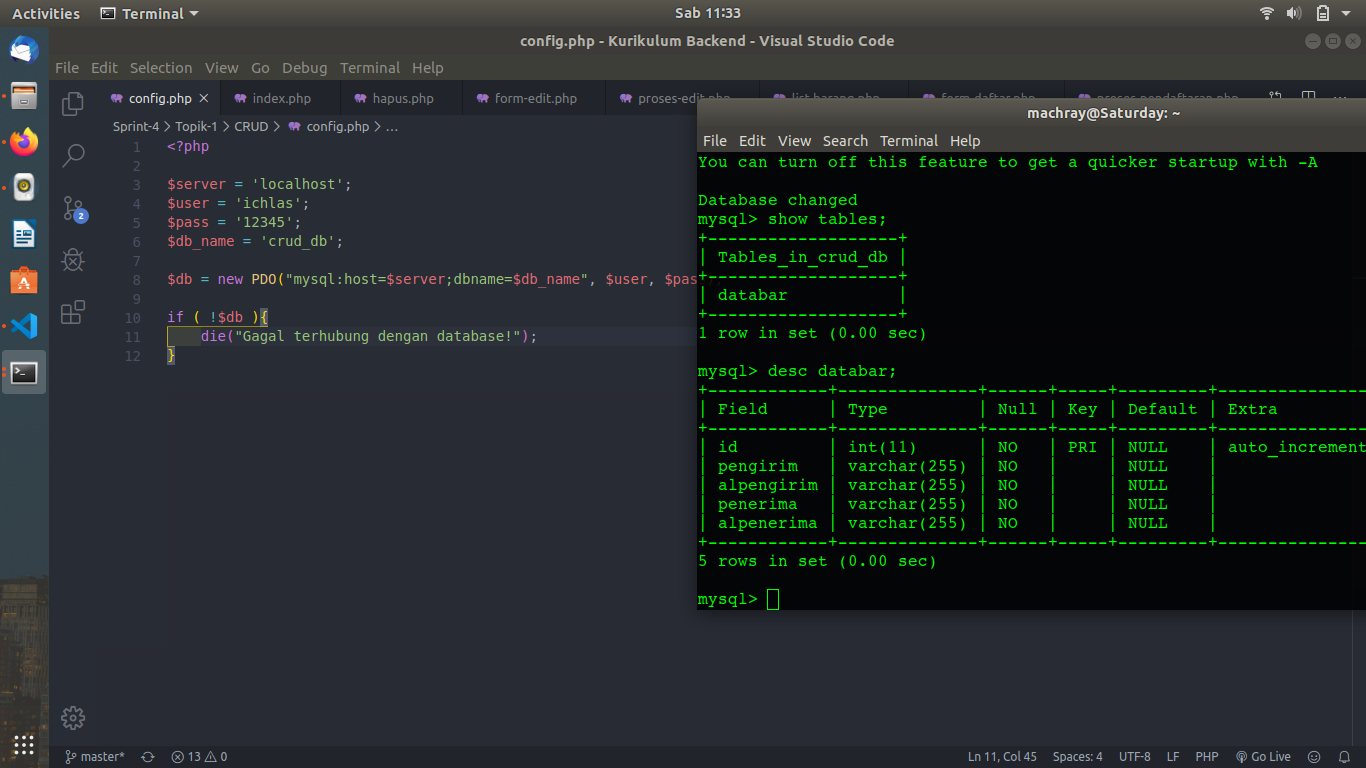 Activities Terminal Sab 11:33
config.php - Kurikulum Backend - Visual Studio Code
File Edit Selection View Go Debug Terminal Help
config.php index.php hapus.php form-edit.php proses-edit.php list-barang.php form-daftar.php proses-pendaftaran.php
Sprint-4 > Topik-1 > CRUD > config.php > ...
1 <?php
2
3 $server = 'localhost';
4 $user = 'ichlas';
5 $pass = '12345';
6 $db_name = 'crud_db';
7
8 $db = new PDO("mysql:host=$server;dbname=$db_name", $user, $pas
9
10 if ( !$db ){
11 die("Gagal terhubung dengan database!");
12 }
2
master* 13 0
Ln 11, Col 45 Spaces: 4 UTF-8 LF PHP Go Live
machray@Saturday: ~
File Edit View Search Terminal Help
You can turn off this feature to get a quicker startup with -A
Database changed
mysql> show tables;
+-------------------+
| Tables_in_crud_db |
+-------------------+
| databar           |
+-------------------+
1 row in set (0.00 sec)
mysql> desc databar;
+------------+--------------+------+-----+---------+---------------
| Field      | Type         | Null | Key | Default | Extra
+------------+--------------+------+-----+---------+---------------
| id         | int(11)      | NO   | PRI | NULL    | auto_increment
| pengirim   | varchar(255) | NO   |     | NULL    |
| alpengirim | varchar(255) | NO   |     | NULL    |
| penerima   | varchar(255) | NO   |     | NULL    |
| alpenerima | varchar(255) | NO   |     | NULL    |
+------------+--------------+------+-----+---------+---------------
5 rows in set (0.00 sec)
mysql>